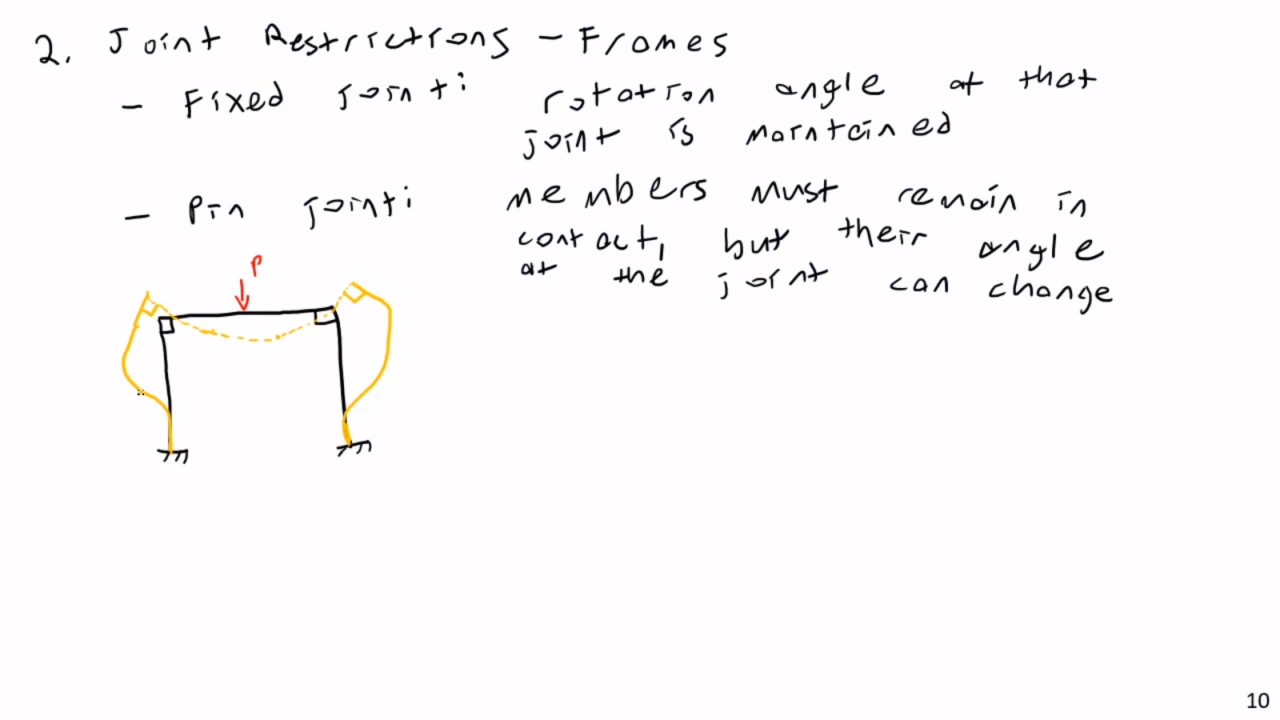 2. Joint Restrictions - Frames
- Fixed joint: rotation angle at that
joint is maintained
- Pin joint: members must remain in
contact, but their angle
at the joint can change
P
10